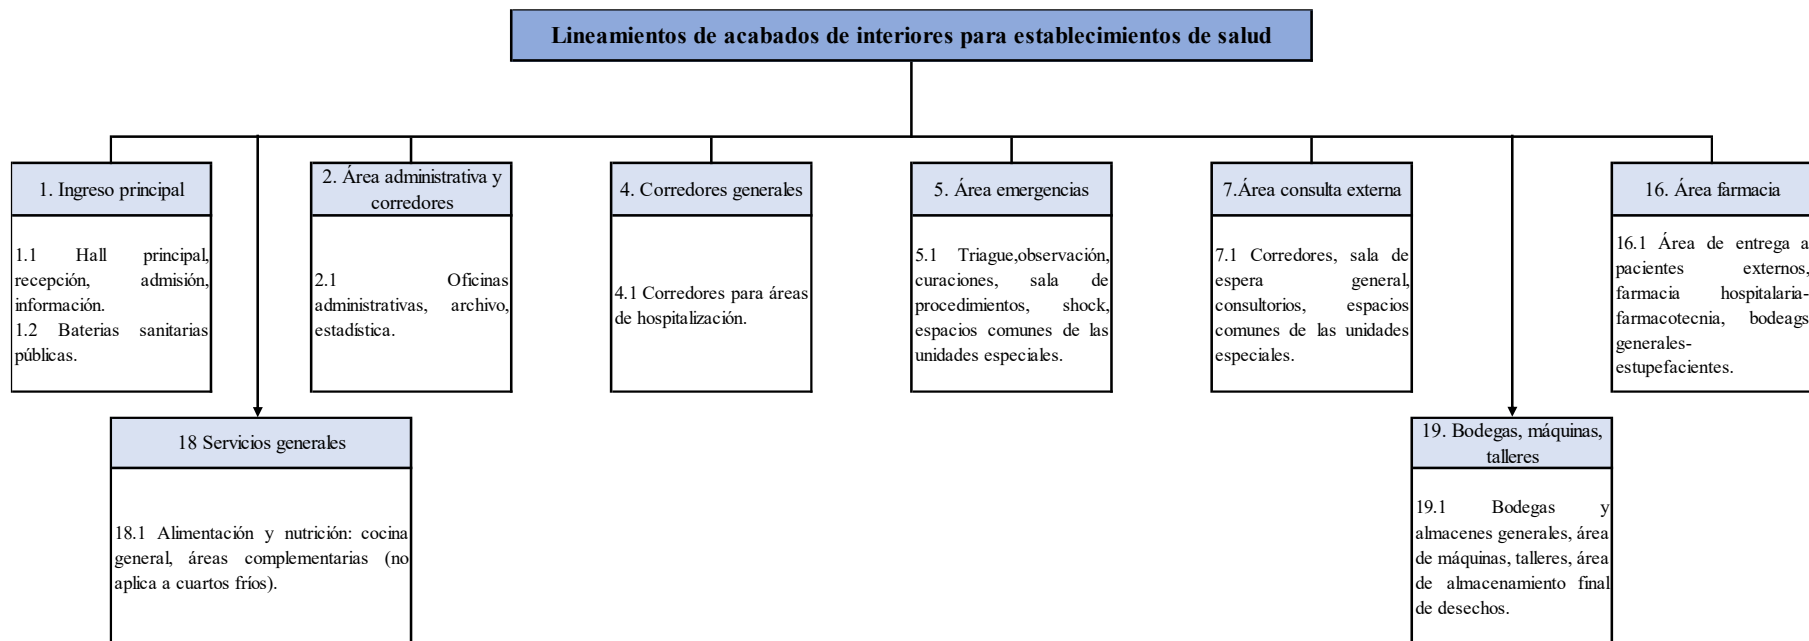 Lineamientos de acabados de interiores para establecimientos de salud
1. Ingreso principal
1.1 Hall principal,
recepción, admisión,
información.
1.2 Baterias sanitarias
públicas.
2. Área administrativa y
corredores
2.1 Oficinas
administrativas, archivo,
estadística.
4. Corredores generales
4.1 Corredores para áreas
de hospitalización.
5. Área emergencias
5.1 Triague,observación,
curaciones, sala de
procedimientos, shock,
espacios comunes de las
unidades especiales.
7.Área consulta externa
7.1 Corredores, sala de
espera general,
consultorios, espacios
comunes de las unidades
especiales.
16. Área farmacia
16.1 Área de entrega a
pacientes externos,
farmacia hospitalaria-
farmacotecnia, bodeags
generales-
estupefacientes.
18 Servicios generales
18.1 Alimentación y nutrición: cocina
general, áreas complementarias (no
aplica a cuartos fríos).
19. Bodegas, máquinas,
talleres
19.1 Bodegas y
almacenes generales, área
de máquinas, talleres, área
de almacenamiento final
de desechos.